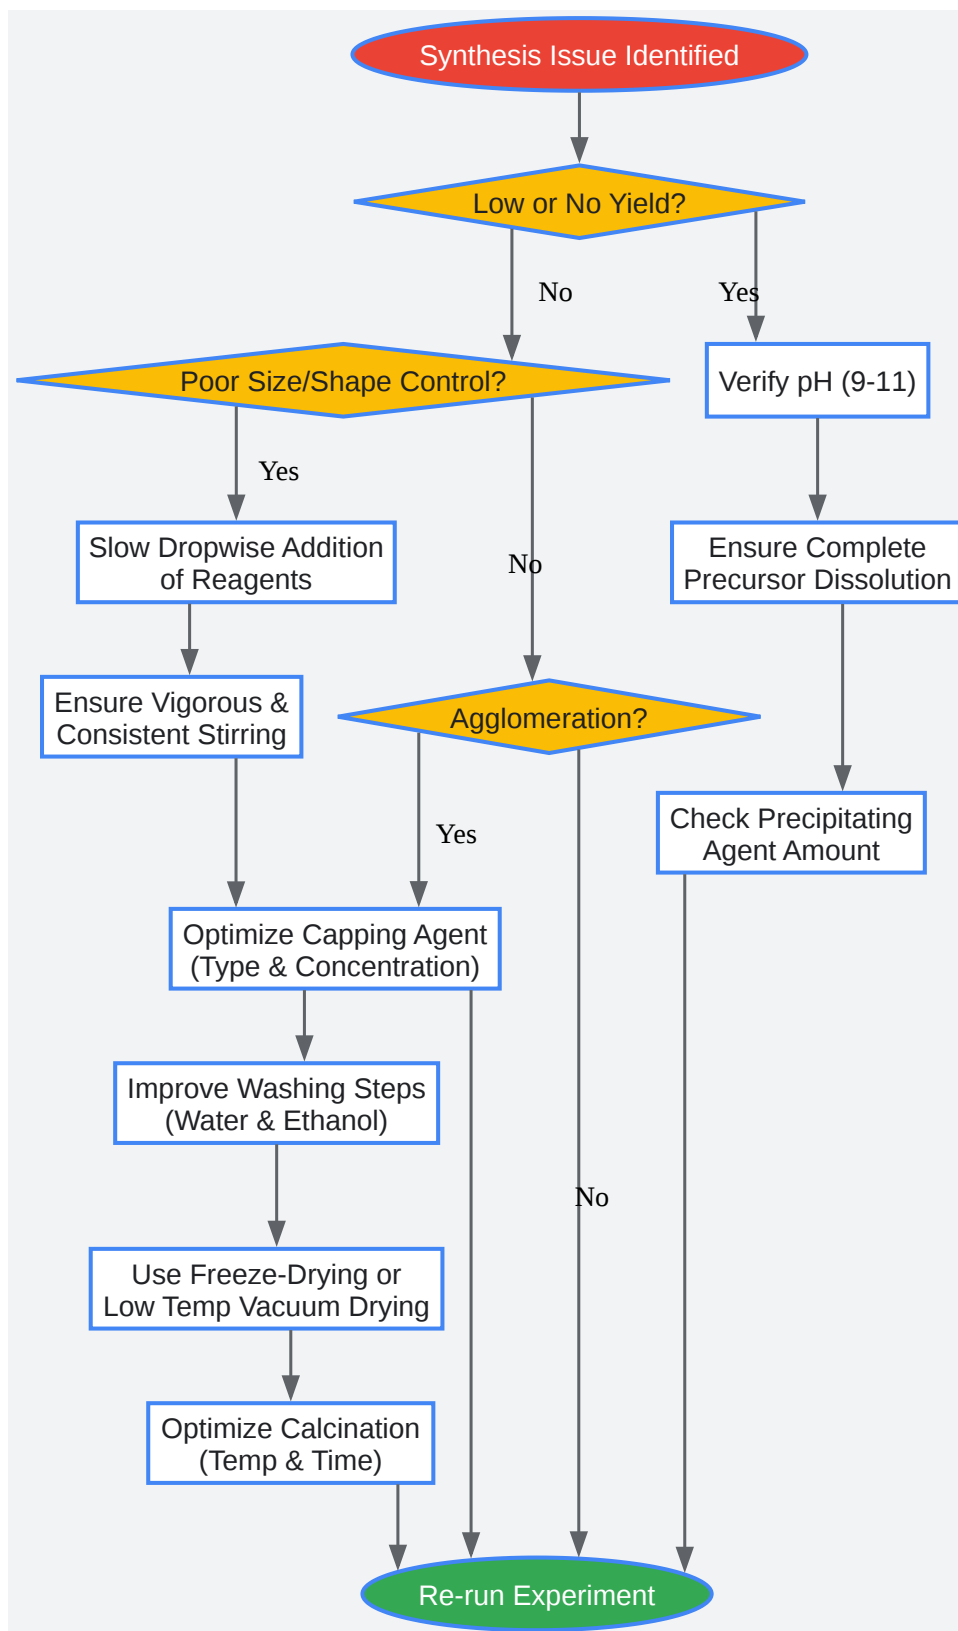 Synthesis Issue Identified
Low or No Yield?
No
Yes
Poor Size/Shape Control?
Verify pH (9-11)
Yes
Slow Dropwise Addition
of Reagents
No
Ensure Complete
Precursor Dissolution
Ensure Vigorous &
Consistent Stirring
Agglomeration?
Yes
Check Precipitating
Agent Amount
Optimize Capping Agent
(Type & Concentration)
Improve Washing Steps
(Water & Ethanol)
No
Use Freeze-Drying or
Low Temp Vacuum Drying
Optimize Calcination
(Temp & Time)
Re-run Experiment